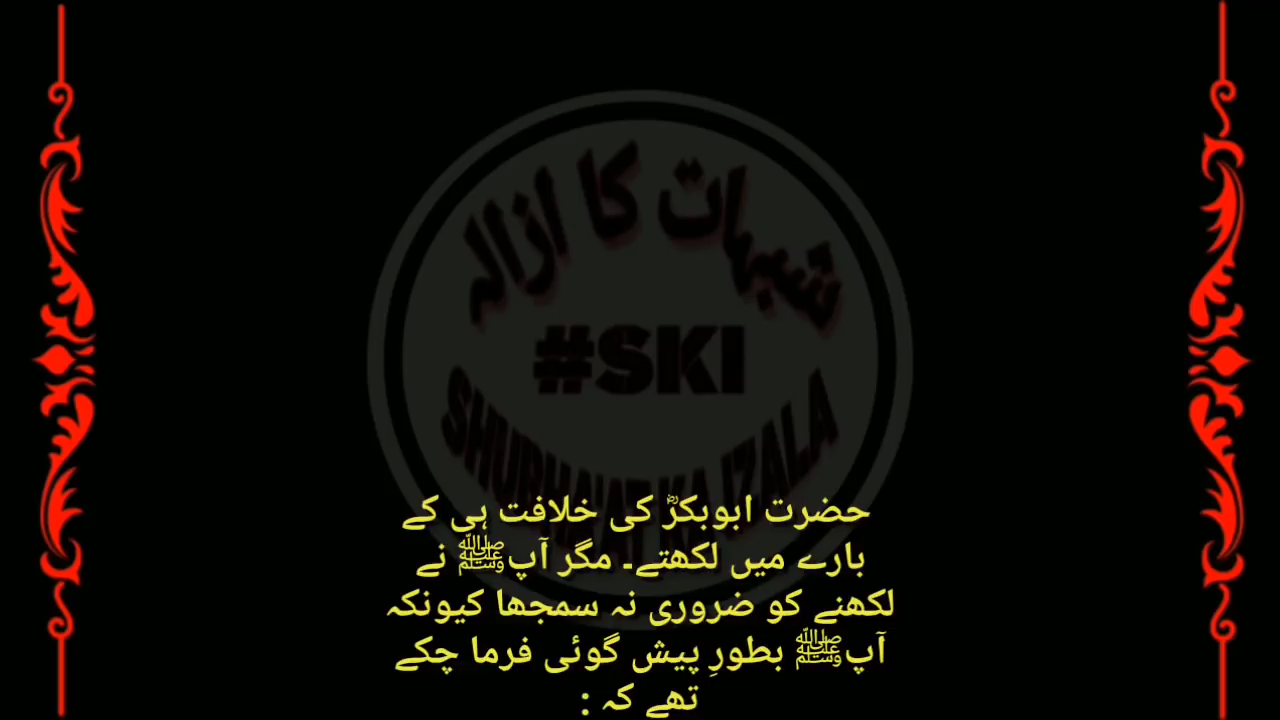 شبہات کا ازالہ
#SKI
SHUBHAAT KA IZALA
حضرت ابوبکرؓ کی خلافت ہی کے
بارے میں لکھتے۔ مگر آپﷺ نے
لکھنے کو ضروری نہ سمجھا کیونکہ
آپﷺ بطورِ پیش گوئی فرما چکے
تھے کہ :